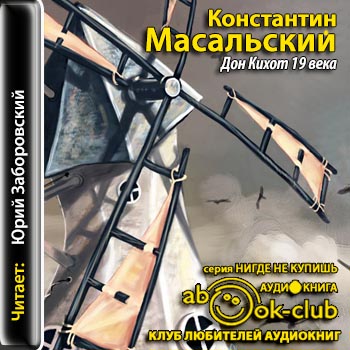 Константин
Масальский
Дон Кихот 19 века
Читает: Юрий Заборовский
серия НИГДЕ НЕ КУПИШЬ
АУДИОКНИГА
abook-club
КЛУБ ЛЮБИТЕЛЕЙ АУДИОКНИГ